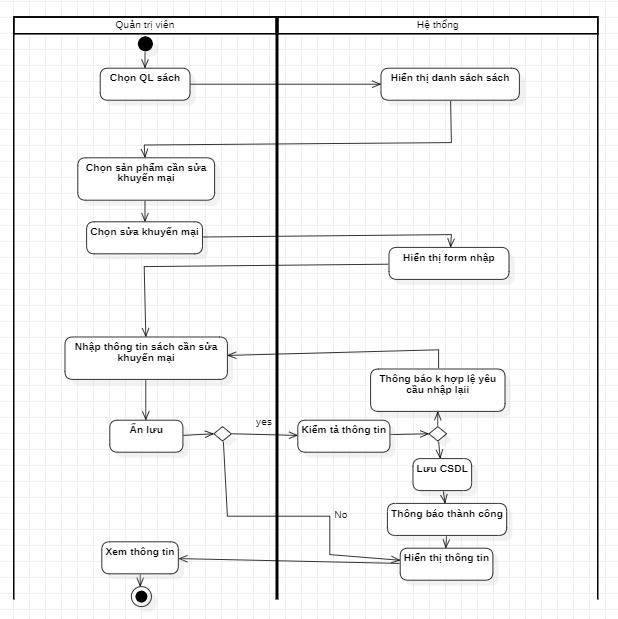 Quản trị viên
Hệ thống
Chọn QL sách
Hiển thị danh sách sách
Chọn sản phẩm cần sửa
khuyến mại
Chọn sửa khuyến mại
Hiển thị form nhập
Nhập thông tin sách cần sửa
khuyến mại
Thông báo k hợp lệ yêu
cầu nhập lạii
Ấn lưu
yes
Kiểm tả thông tin
Lưu CSDL
Thông báo thành công
No
Xem thông tin
Hiển thị thông tin